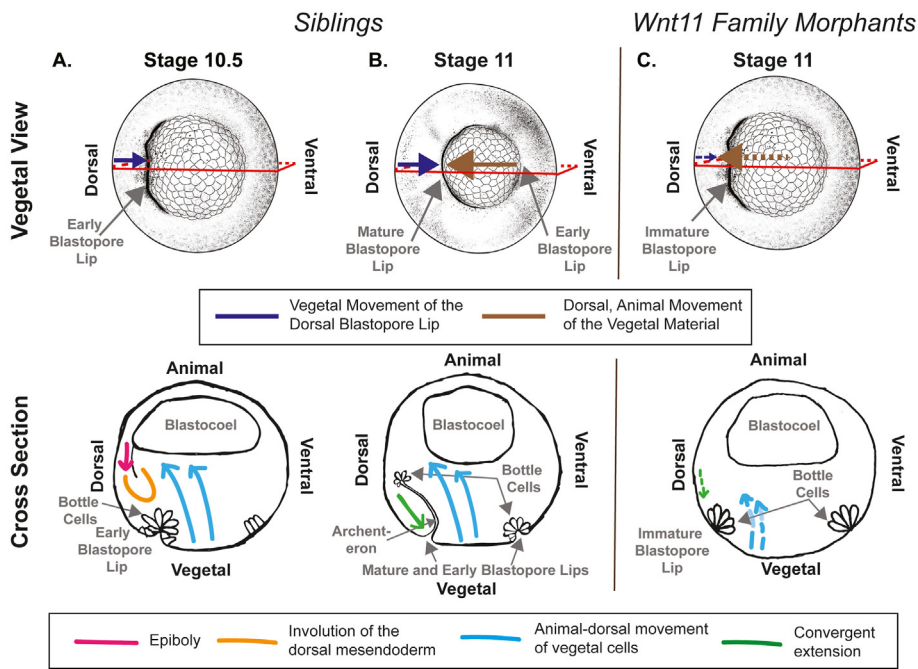 Siblings
Wnt11 Family Morphants
A.
Stage 10.5
B.
Stage 11
C.
Stage 11
Vegetal View
Dorsal
Ventral
Early
Blastopore
Lip
Dorsal
Ventral
Mature
Blastopore
Lip
Early
Blastopore
Lip
Dorsal
Ventral
Immature
Blastopore
Lip
Vegetal Movement of the
Dorsal Blastopore Lip
Dorsal, Animal Movement
of the Vegetal Material
Cross Section
Animal
Blastocoel
Dorsal
Ventral
Bottle
Cells
Early
Blastopore
Lip
Vegetal
Animal
Blastocoel
Dorsal
Ventral
Bottle
Cells
Archent-
eron
Mature and Early Blastopore Lips
Vegetal
Animal
Blastocoel
Dorsal
Ventral
Bottle
Cells
Immature
Blastopore
Lip
Vegetal
Epiboly
Involution of the
dorsal mesendoderm
Animal-dorsal movement
of vegetal cells
Convergent
extension